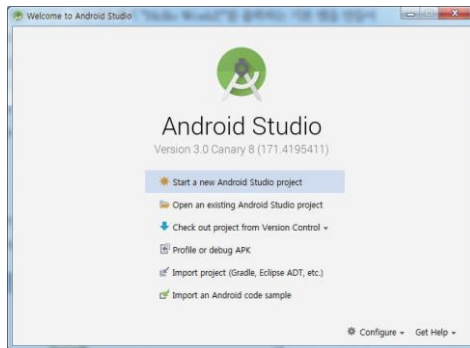 Welcome to Android Studio
Android Studio
Version 3.0 Canary 8 (171.4195411)
Start a new Android Studio project
Open an existing Android Studio project
Check out project from Version Control
Profile or debug APK
Import project (Gradle, Eclipse ADT, etc.)
Import an Android code sample
Configure
Get Help